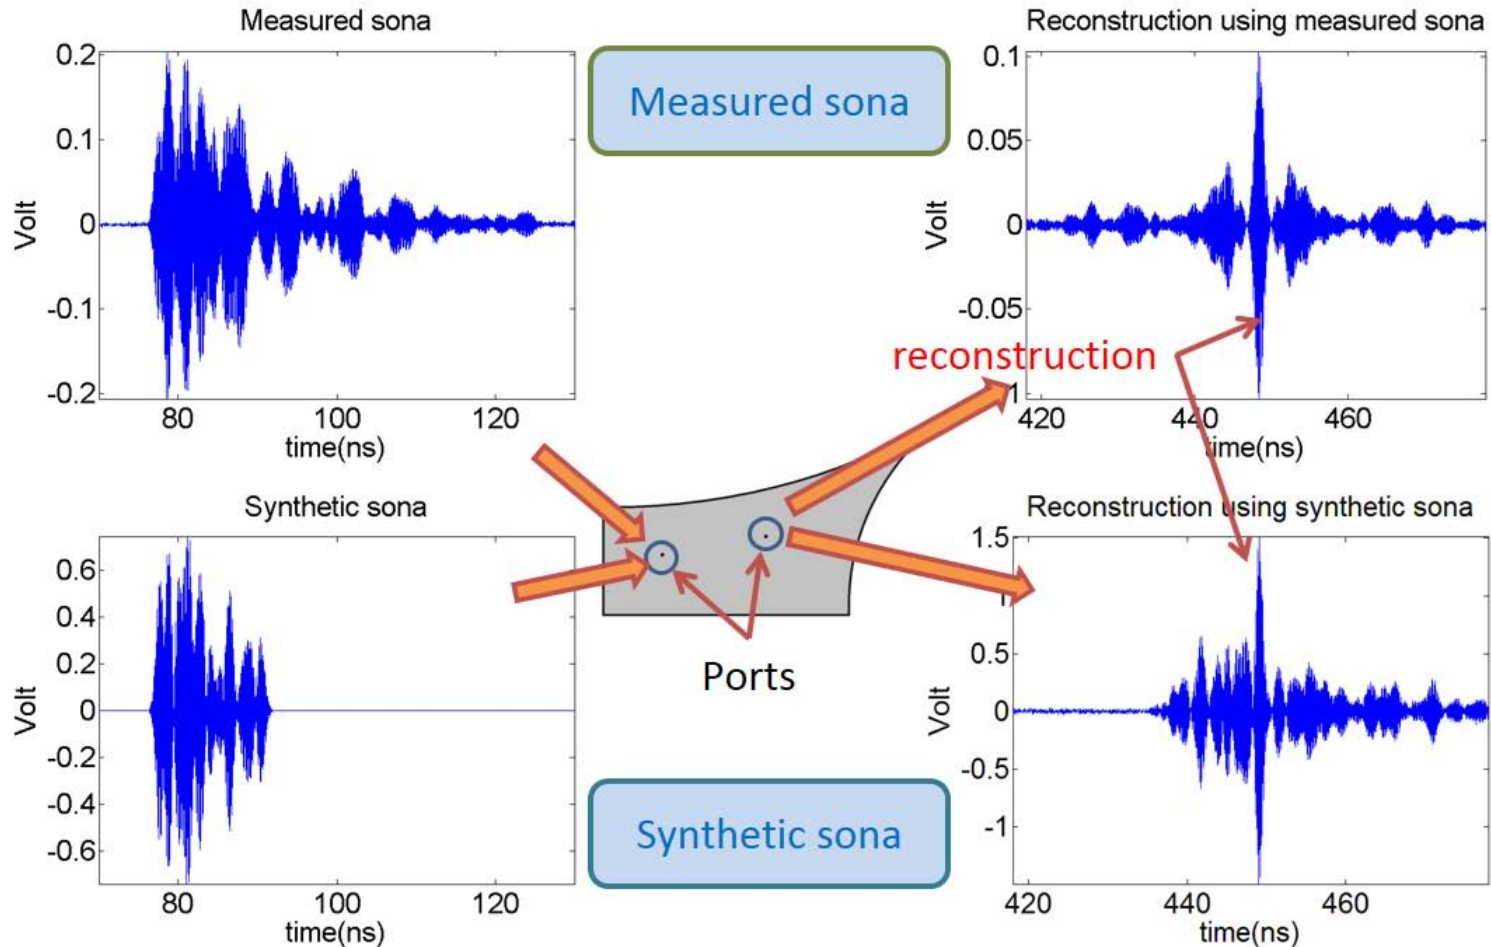 Measured sona
0.2
0.1
0
-0.1
-0.2
Volt
80
100
120
time(ns)
Measured sona
Reconstruction using measured sona
0.1
0.05
0
-0.05
1
Volt
420
440
460
time(ns)
reconstruction
Synthetic sona
0.6
0.4
0.2
0
-0.2
-0.4
-0.6
Volt
80
100
120
time(ns)
Ports
Synthetic sona
Reconstruction using synthetic sona
1.5
1
0.5
0
-0.5
-1
Volt
420
440
460
time(ns)